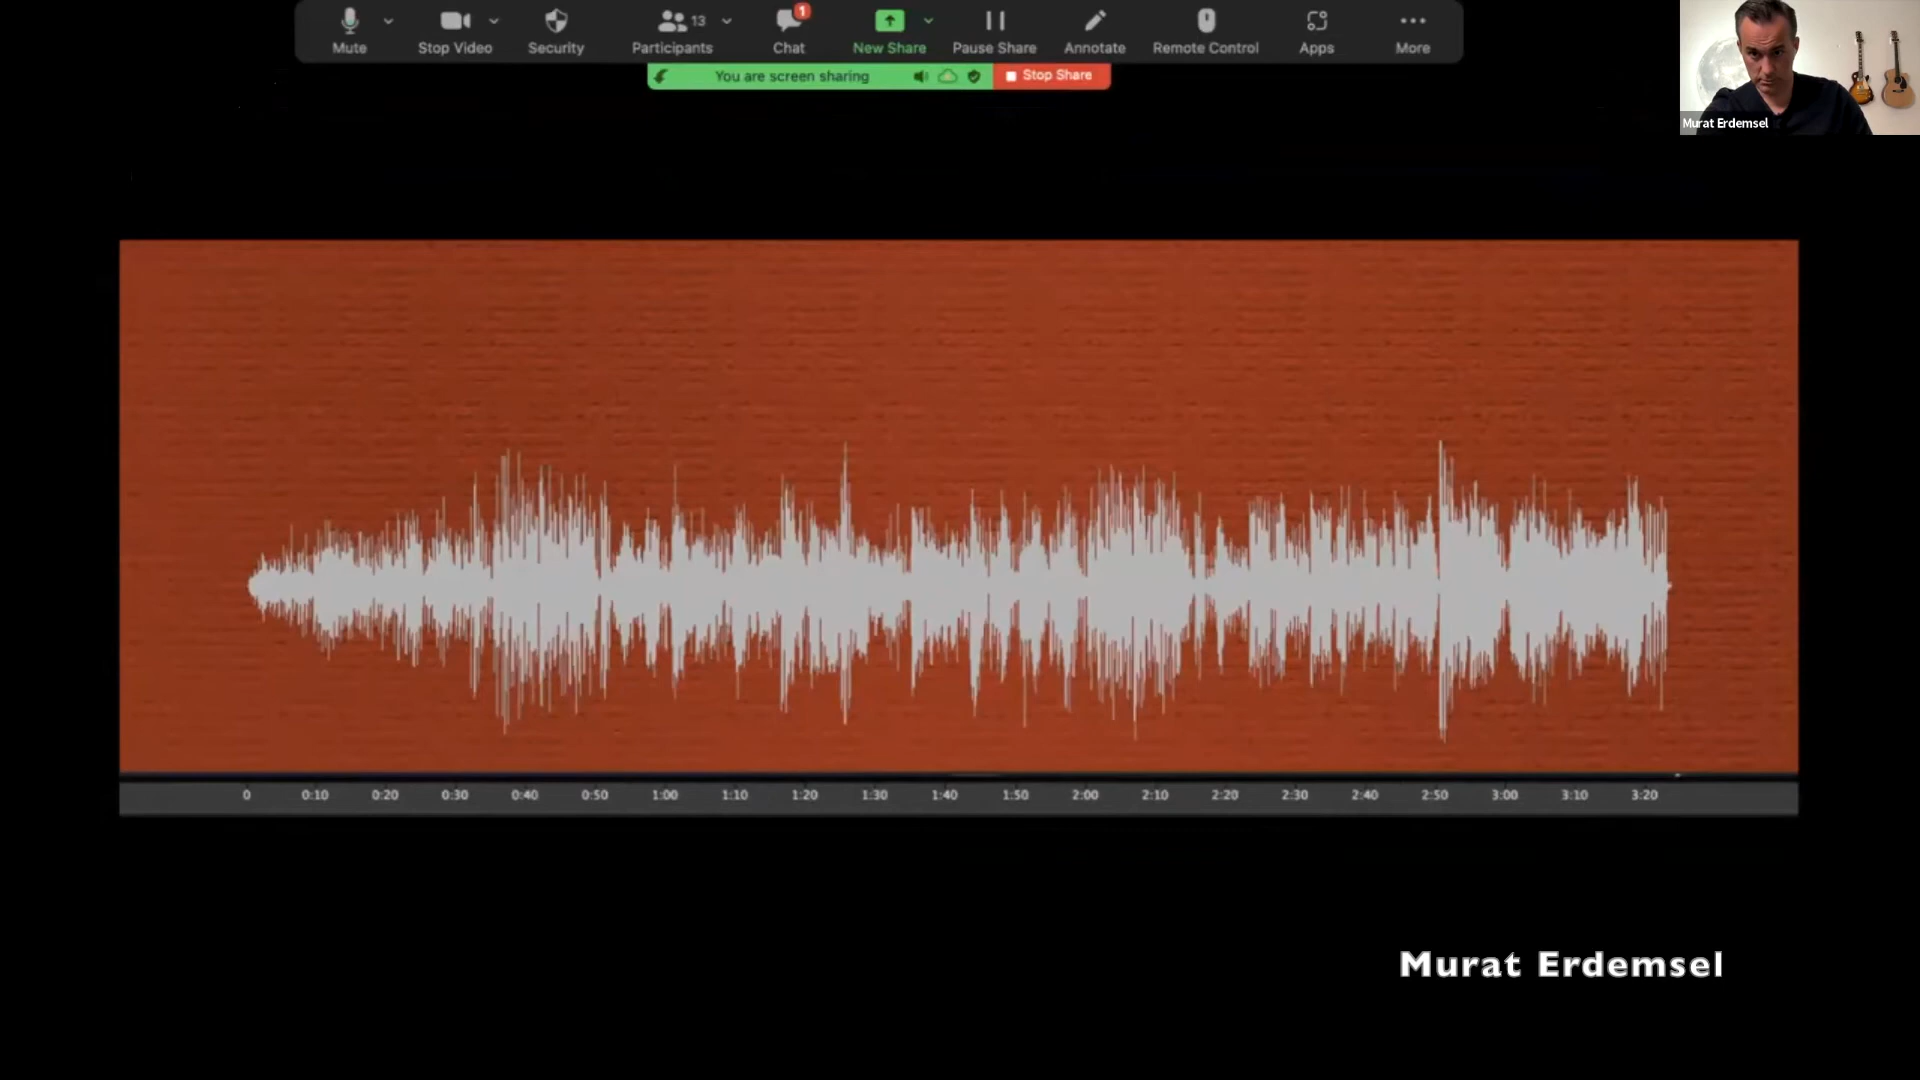 13
1
Mute Stop Video Security Participants Chat New Share Pause Share Annotate Remote Control Apps More
You are screen sharing Stop Share
Murat Erdemsel
0 0:10 0:20 0:30 0:40 0:50 1:00 1:10 1:20 1:30 1:40 1:50 2:00 2:10 2:20 2:30 2:40 2:50 3:00 3:10 3:20
Murat Erdemsel